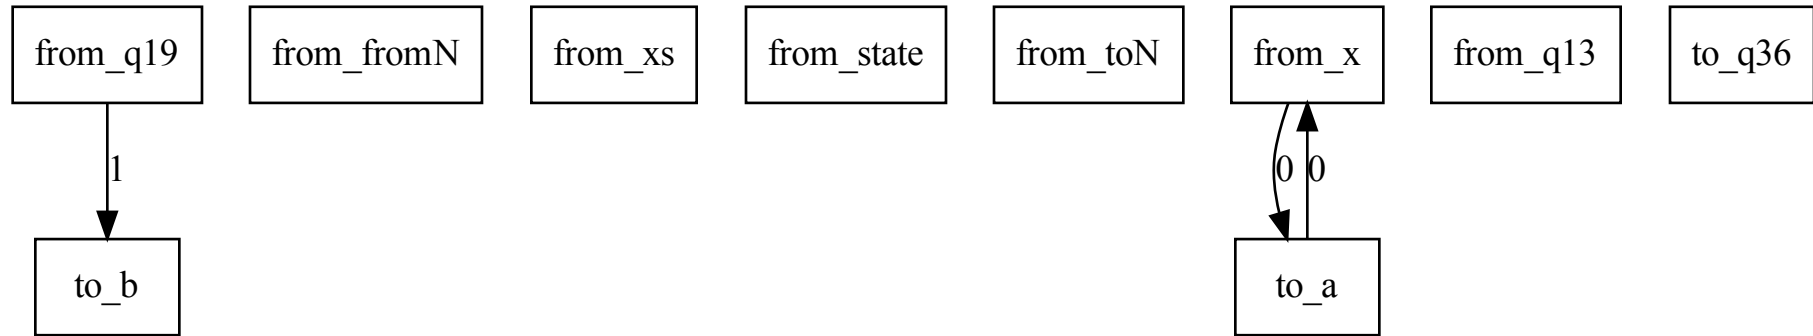 from_q19 from_fromN from_xs from_state from_toN from_x from_q13 to_q36
1 0 0
to_b to_a